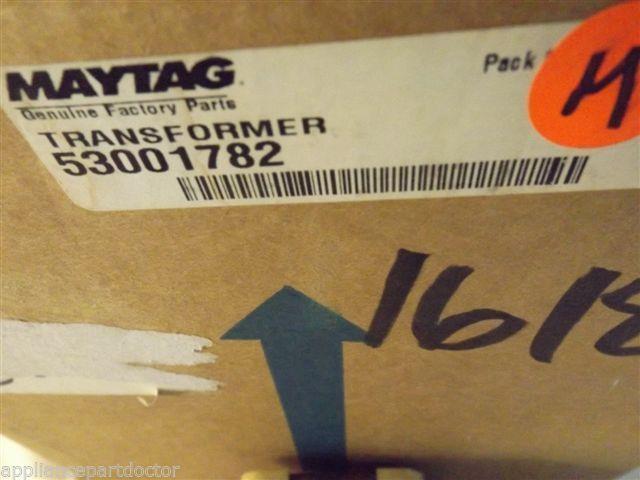 MAYTAG.
Genuine Factory Parts
Pack
TRANSFORMER
53001782
1618
appliancepartdoctor